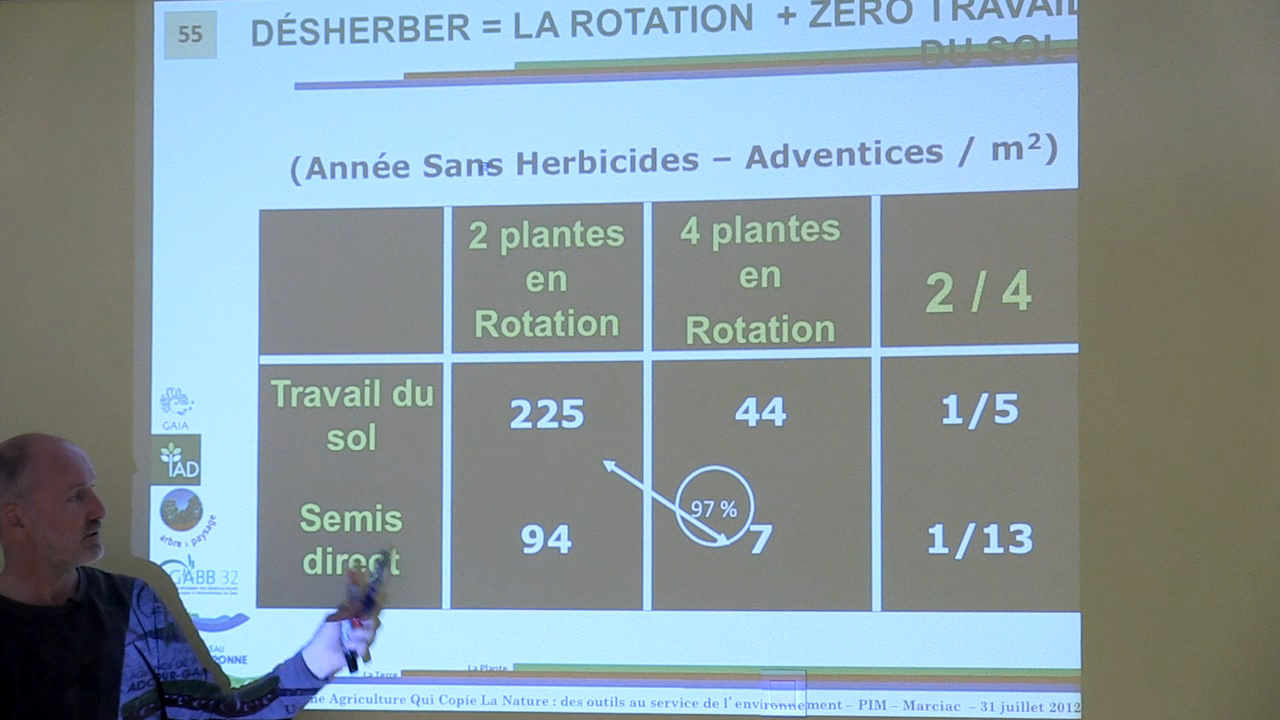 55
DÉSHERBER = LA ROTATION + ZÉRO TRAVAIL
DU SOL
(Année Sans Herbicides – Adventices / m²)
2 plantes
en
Rotation
4 plantes
en
Rotation
2 / 4
Travail du
sol
225
44
1/5
97 %
Semis
direct
94
7
1/13
GAIA
IAD
arbre & paysage
GABB 32
La Terre
La Plante
ne Agriculture Qui Copie La Nature : des outils au service de l'environnement – PIM – Marciac – 31 juillet 2012